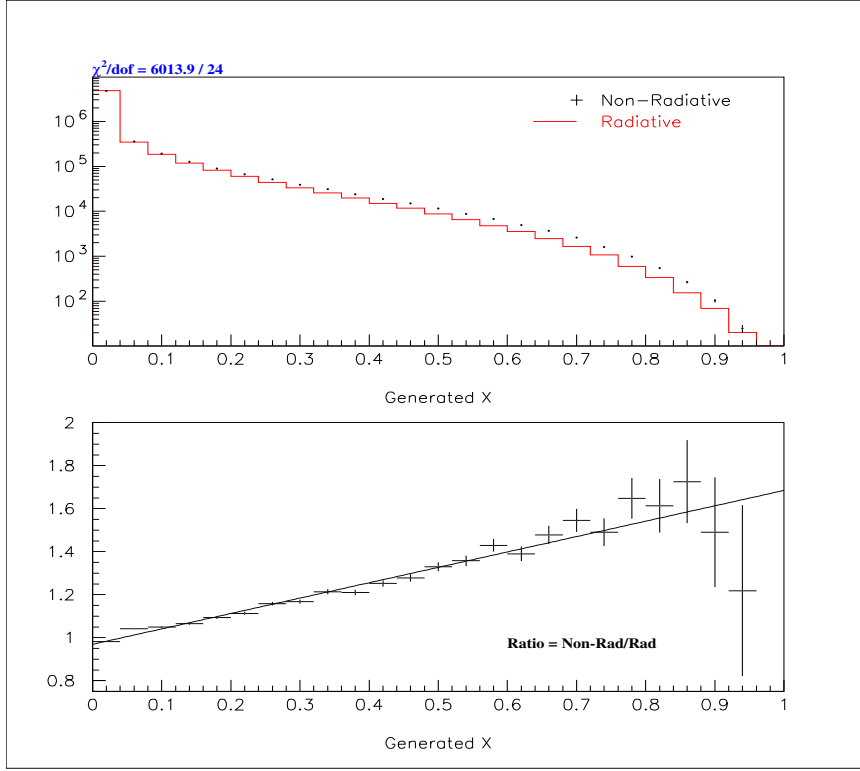 χ²/dof = 6013.9 / 24
10⁶
10⁵
10⁴
10³
10²
Non-Radiative
Radiative
0 0.1 0.2 0.3 0.4 0.5 0.6 0.7 0.8 0.9 1
Generated X
2
1.8
1.6
1.4
1.2
1
0.8
Ratio = Non-Rad/Rad
0 0.1 0.2 0.3 0.4 0.5 0.6 0.7 0.8 0.9 1
Generated X